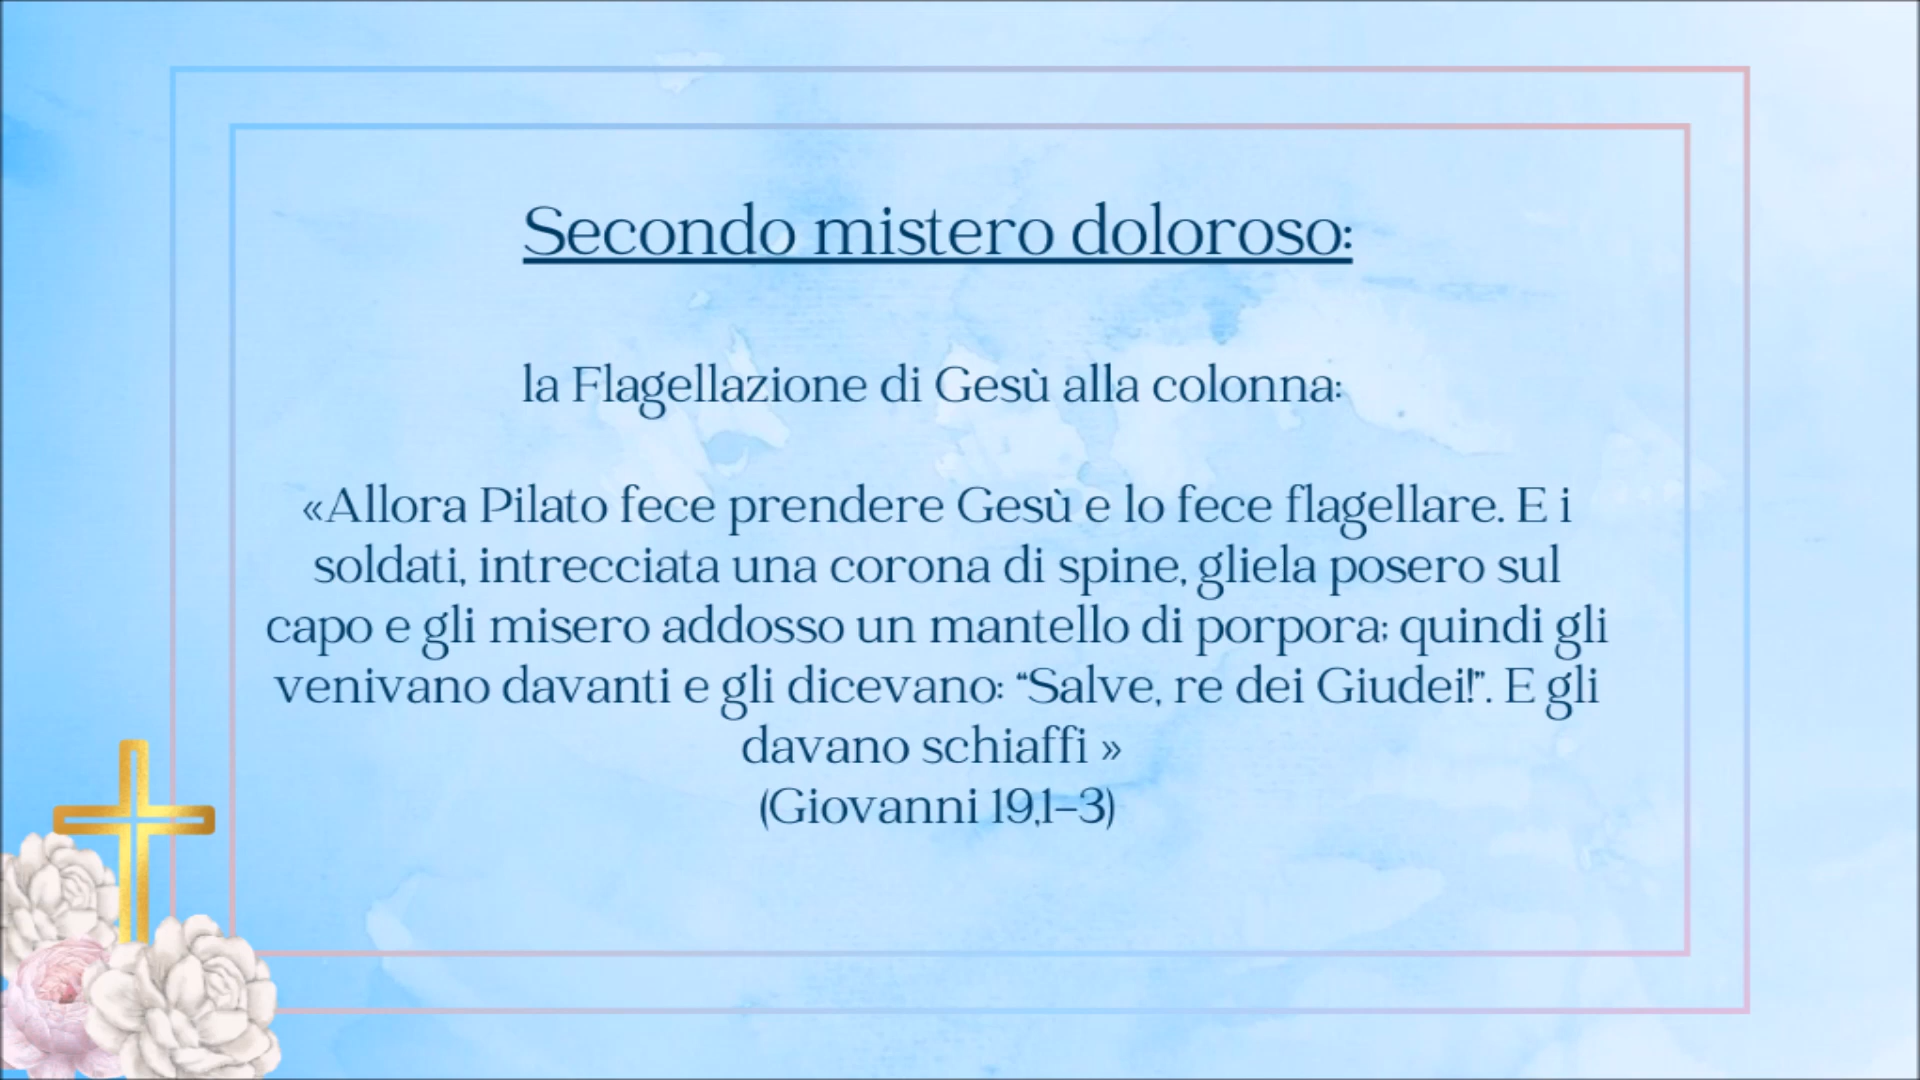 Secondo mistero doloroso:
la Flagellazione di Gesù alla colonna:
«Allora Pilato fece prendere Gesù e lo fece flagellare. E i
soldati, intrecciata una corona di spine, gliela posero sul
capo e gli misero addosso un mantello di porpora; quindi gli
venivano davanti e gli dicevano: “Salve, re dei Giudei!”. E gli
davano schiaffi »
(Giovanni 19,1–3)